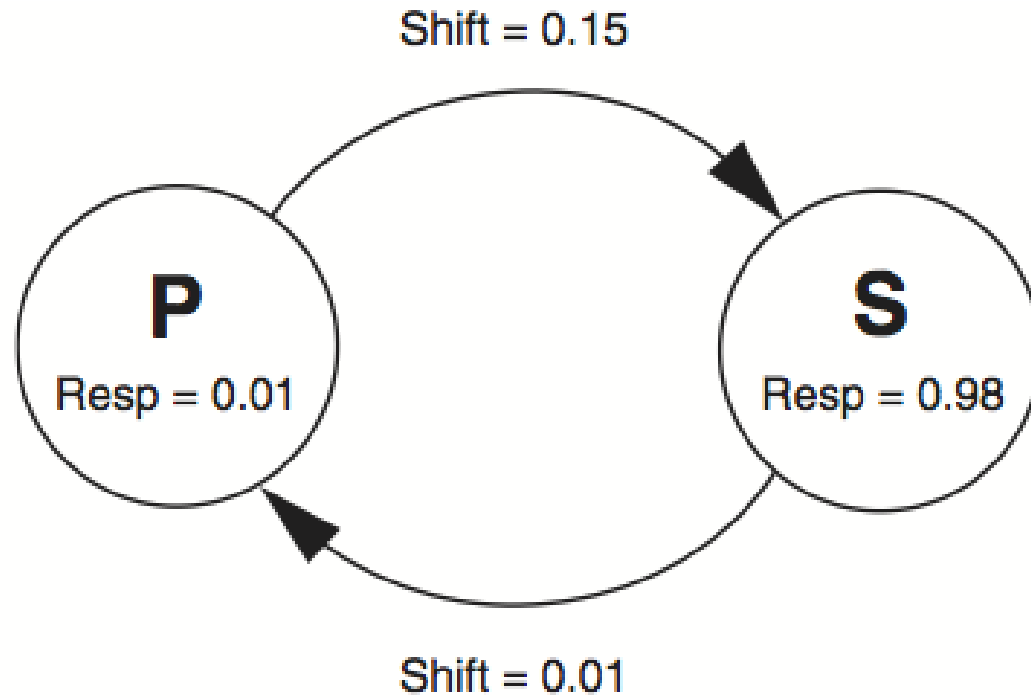 Shift = 0.15
P
Resp = 0.01
S
Resp = 0.98
Shift = 0.01